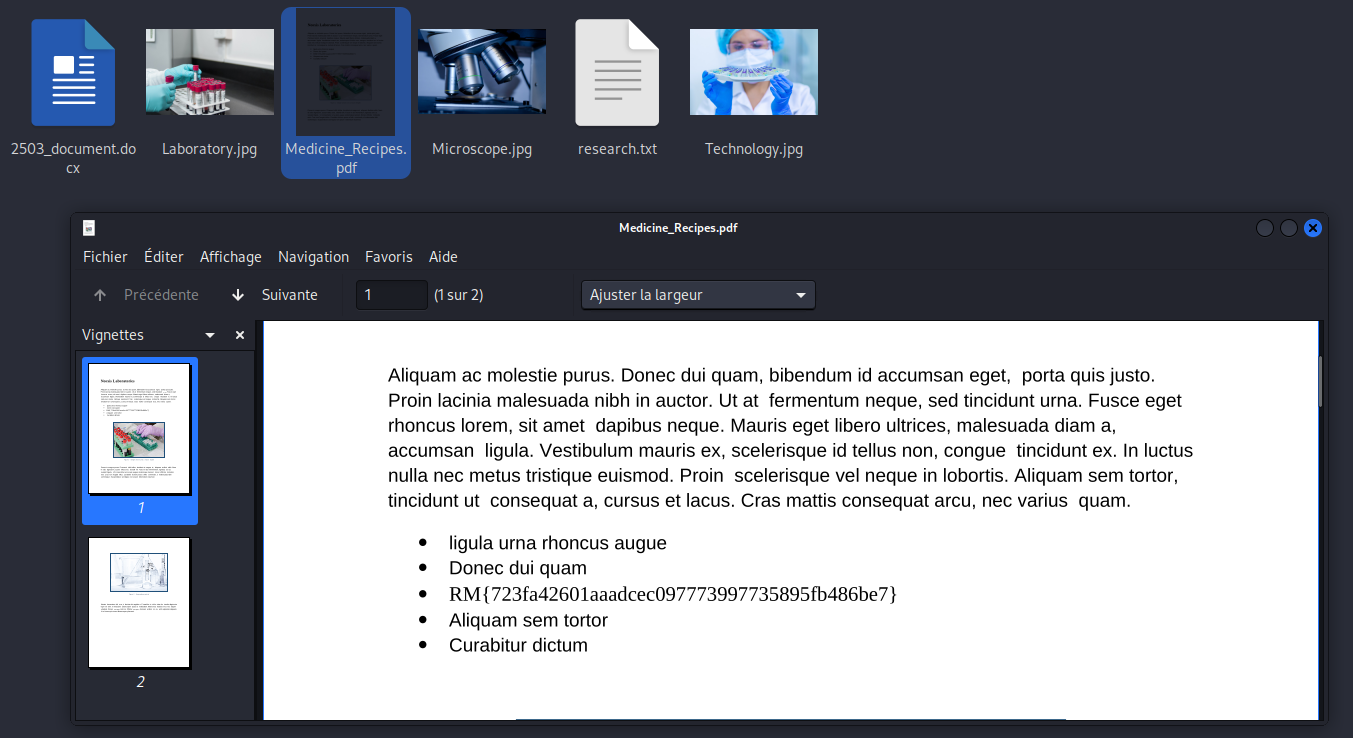 2503_document.do
cx
Laboratory.jpg
Medicine_Recipes.
pdf
Microscope.jpg
research.txt
Technology.jpg
Medicine_Recipes.pdf
Fichier Éditer Affichage Navigation Favoris Aide
Précédente Suivante 1 (1 sur 2) Ajuster la largeur
Vignettes
Noxis Laboratories
1
2
Aliquam ac molestie purus. Donec dui quam, bibendum id accumsan eget,  porta quis justo.
Proin lacinia malesuada nibh in auctor. Ut at  fermentum neque, sed tincidunt urna. Fusce eget
rhoncus lorem, sit amet  dapibus neque. Mauris eget libero ultrices, malesuada diam a,
accumsan  ligula. Vestibulum mauris ex, scelerisque id tellus non, congue  tincidunt ex. In luctus
nulla nec metus tristique euismod. Proin  scelerisque vel neque in lobortis. Aliquam sem tortor,
tincidunt ut  consequat a, cursus et lacus. Cras mattis consequat arcu, nec varius  quam.
• ligula urna rhoncus augue
• Donec dui quam
• RM{723fa42601aaadcec097773997735895fb486be7}
• Aliquam sem tortor
• Curabitur dictum